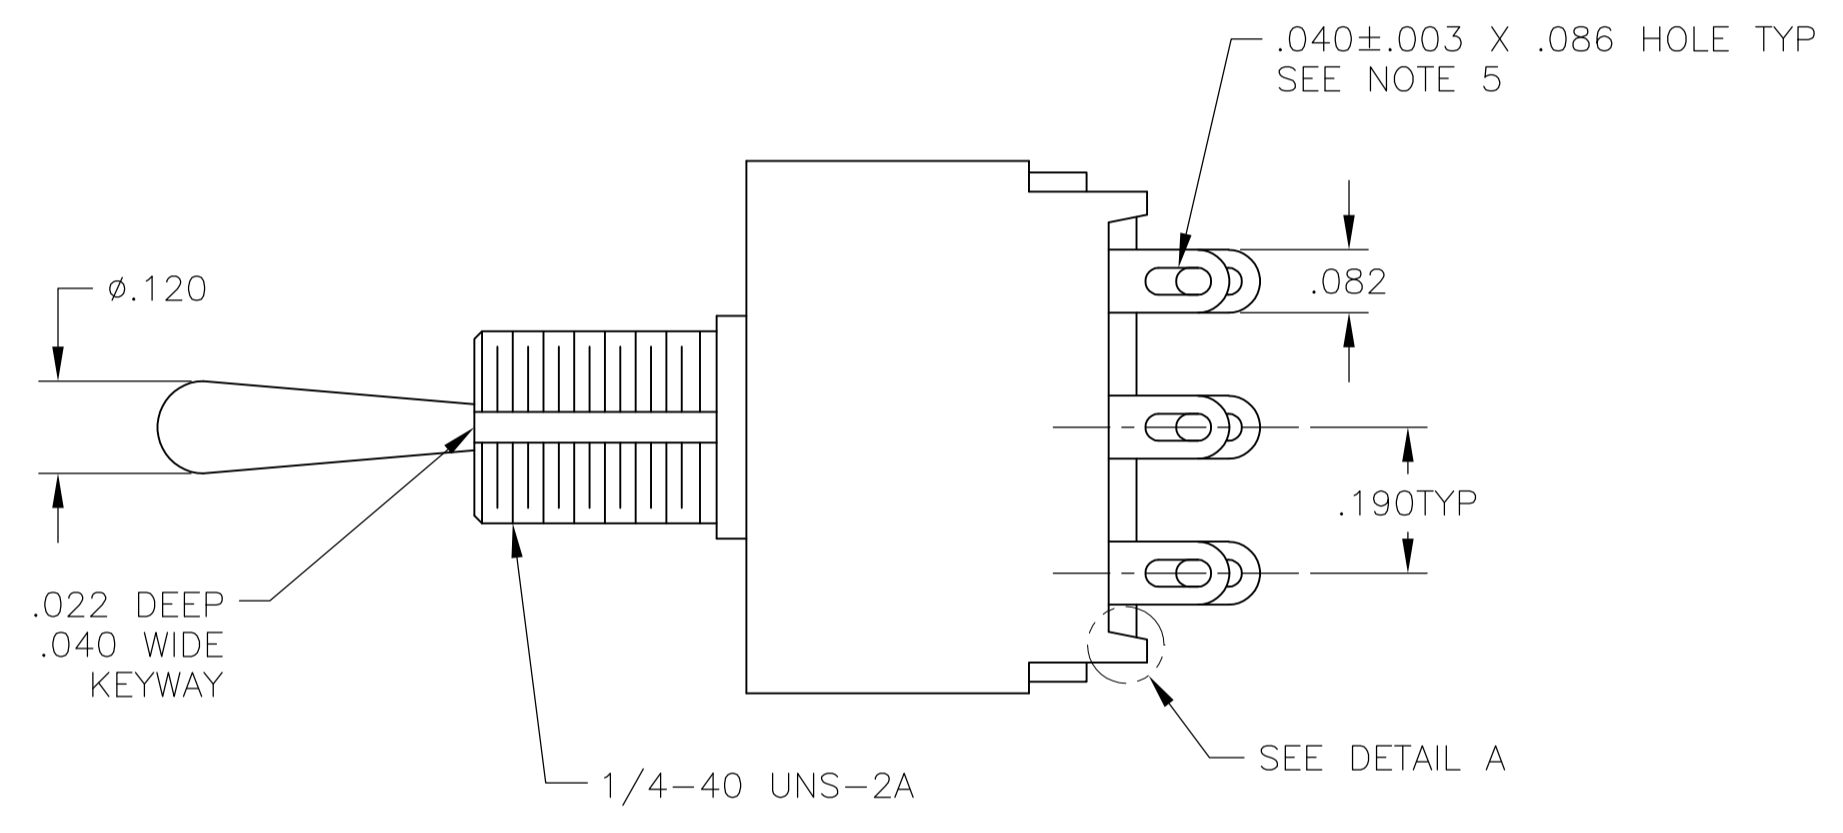 .040±.003 X .086 HOLE TYP
SEE NOTE 5
ø.120
.082
.190TYP
.022 DEEP
.040 WIDE
KEYWAY
1/4-40 UNS-2A
SEE DETAIL A